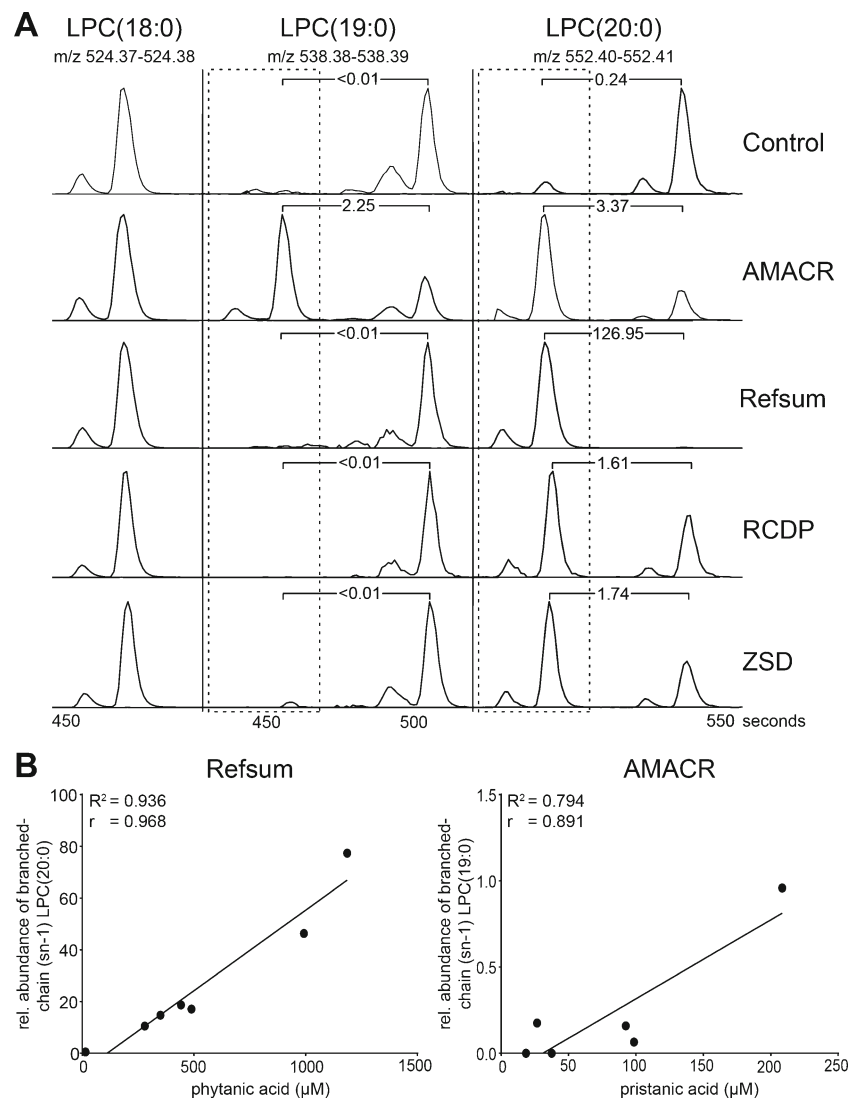 A
LPC(18:0) LPC(19:0) LPC(20:0)
m/z 524.37-524.38 m/z 538.38-538.39 m/z 552.40-552.41
<0.01 0.24
Control
2.25 3.37
AMACR
<0.01 126.95
Refsum
<0.01 1.61
RCDP
<0.01 1.74
ZSD
450 450 500 550 seconds
B
Refsum
R² = 0.936
r = 0.968
rel. abundance of branched-
chain (sn-1) LPC(20:0)
100
80
60
40
20
0
0 500 1000 1500
phytanic acid (µM)
AMACR
R² = 0.794
r = 0.891
rel. abundance of branched-
chain (sn-1) LPC(19:0)
1.5
1.0
0.5
0.0
0 50 100 150 200 250
pristanic acid (µM)